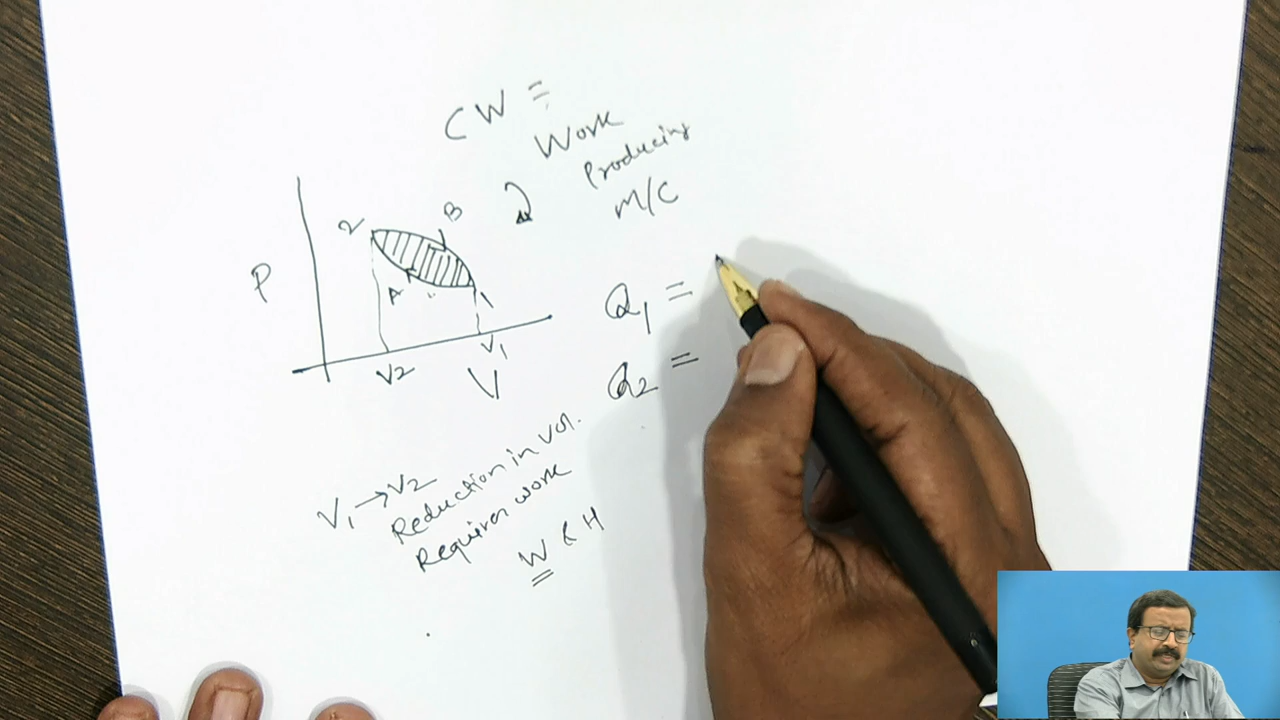 CW =
Work
Producing
M/C
2
B
P
A
1
V2
V1
V
Q1 =
Q2 =
V1 → V2
Reduction in Vol.
Requires work
W & H